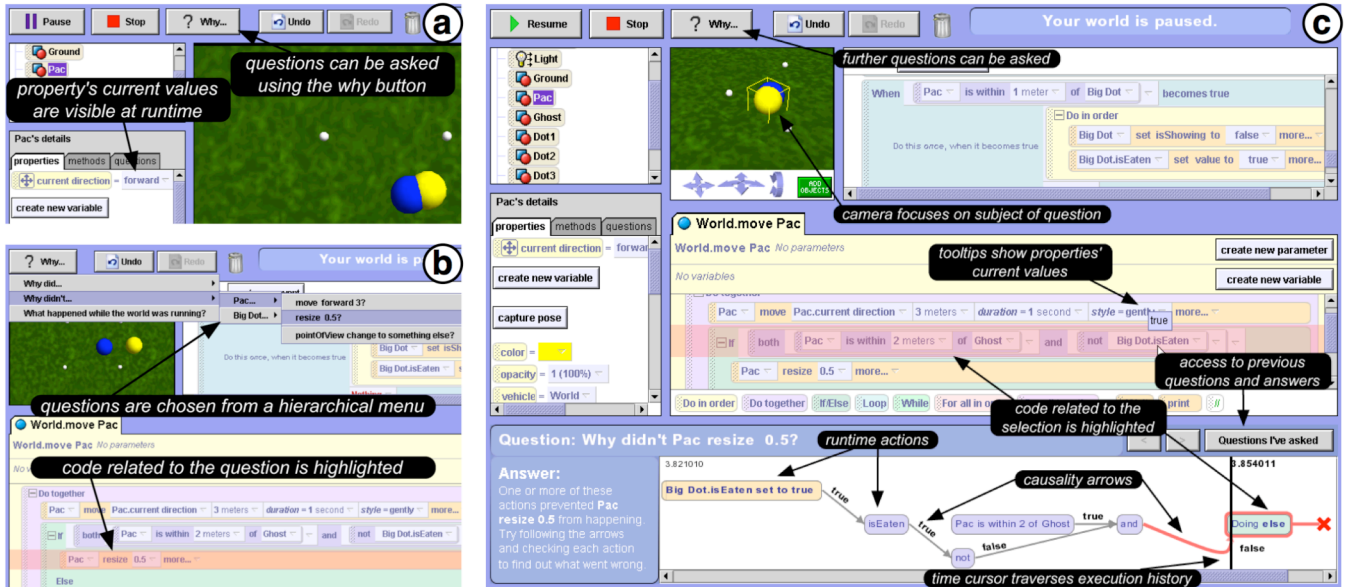 Pause
Stop
? Why...
Undo
Redo
a
Ground
Pac
questions can be asked
using the why button
property's current values
are visible at runtime
Pac's details
properties methods questions
current direction = forward
create new variable
? Why...
Undo
Redo
Your world is p
b
Why did...
Why didn't...
What happened while the world was running?
Pac...
Big Dot...
move forward 3?
resize 0.5?
pointOfView change to something else?
Do this once, when it becomes true
Big Dot set isSh
Big Dot.isEaten
questions are chosen from a hierarchical menu
World.move Pac
World.move Pac No parameters
No v
code related to the question is highlighted
Do together
Pac move Pac.current direction 3 meters duration = 1 second style = gently more...
If both Pac is within 2 meters of Ghost and not Big Dot.isEaten
Pac resize 0.5 more...
Else
Resume
Stop
? Why...
Undo
Redo
Your world is paused.
c
further questions can be asked
Light
Ground
Pac
Ghost
Dot1
Dot2
Dot3
ADD
OBJECTS
When Pac is within 1 meter of Big Dot becomes true
Do in order
Do this once, when it becomes true
Big Dot set isShowing to false more...
Big Dot.isEaten set value to true more...
camera focuses on subject of question
Pac's details
properties methods questions
current direction = forwar
create new variable
capture pose
color =
opacity = 1 (100%)
vehicle = World
World.move Pac
World.move Pac No parameters
create new parameter
No variables
create new variable
tooltips show properties'
current values
Do together
Pac move Pac.current direction 3 meters duration = 1 second style = gently more...
true
If both Pac is within 2 meters of Ghost and not Big Dot.isEaten
Pac resize 0.5 more...
access to previous
questions and answers
Do in order Do together If/Else Loop While For all in o print //
code related to the
selection is highlighted
Question: Why didn't Pac resize 0.5?
runtime actions
< > Questions I've asked
Answer:
One or more of these
actions prevented Pac
resize 0.5 from happening.
Try following the arrows
and checking each action
to find out what went wrong.
3.821010
3.854011
Big Dot.isEaten set to true
true
isEaten
true
not
false
Pac is within 2 of Ghost
true
and
causality arrows
Doing else
false
time cursor traverses execution history